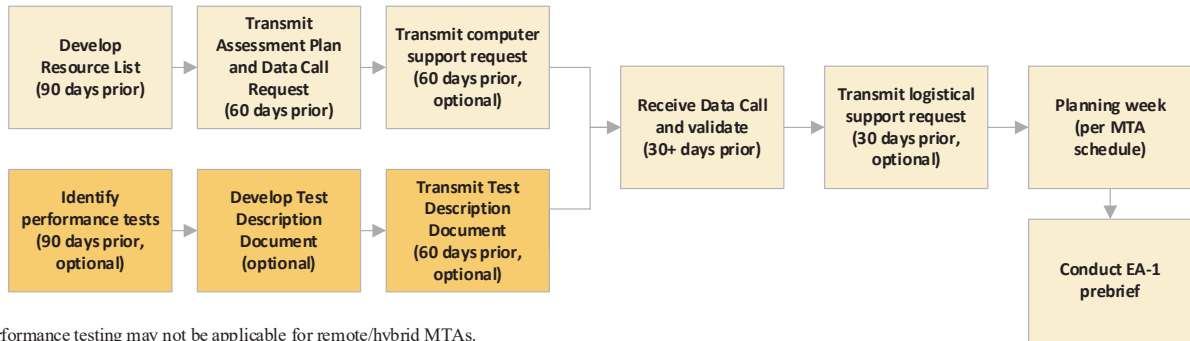 Develop
Resource List
(90 days prior)
Transmit
Assessment Plan
and Data Call
Request
(60 days prior)
Transmit computer
support request
(60 days prior,
optional)
Receive Data Call
and validate
(30+ days prior)
Transmit logistical
support request
(30 days prior,
optional)
Planning week
(per MTA
schedule)
Identify
performance tests
(90 days prior,
optional)
Develop Test
Description
Document
(optional)
Transmit Test
Description
Document
(60 days prior,
optional)
Conduct EA-1
prebrief
rformance testing may not be applicable for remote/hybrid MTAs.